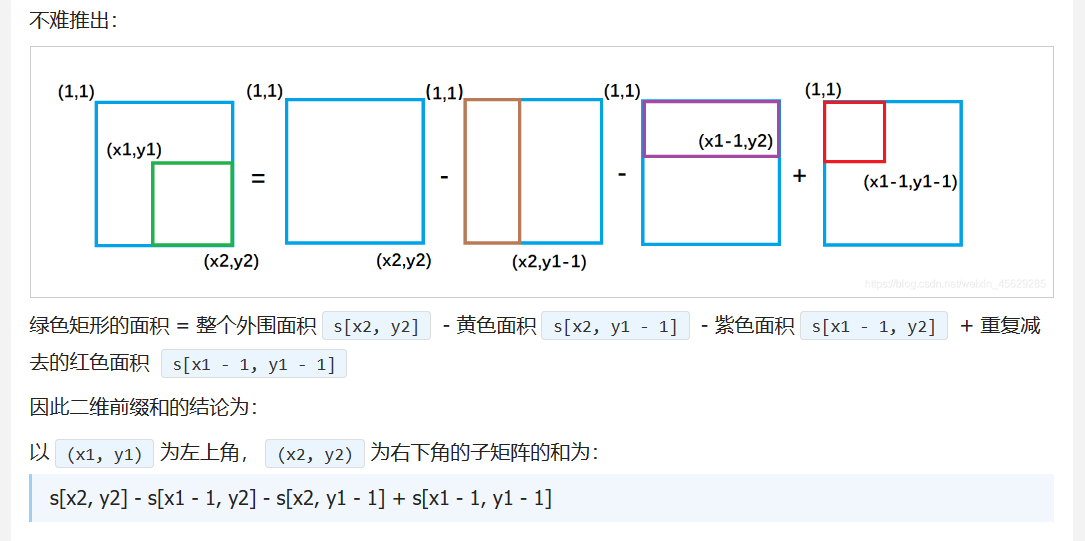 不难推出：
(1,1) (1,1) (1,1) (1,1) (1,1)
(x1,y1) (x1-1,y2)
= - - +
(x1-1,y1-1)
(x2,y2) (x2,y2) (x2,y1-1)
https://blog.csdn.net/weixin_45629285
绿色矩形的面积 = 整个外围面积 s[x2, y2] - 黄色面积 s[x2, y1 - 1] - 紫色面积 s[x1 - 1, y2] + 重复减
去的红色面积 s[x1 - 1, y1 - 1]
因此二维前缀和的结论为：
以 (x1, y1) 为左上角， (x2, y2) 为右下角的子矩阵的和为：
s[x2, y2] - s[x1 - 1, y2] - s[x2, y1 - 1] + s[x1 - 1, y1 - 1]